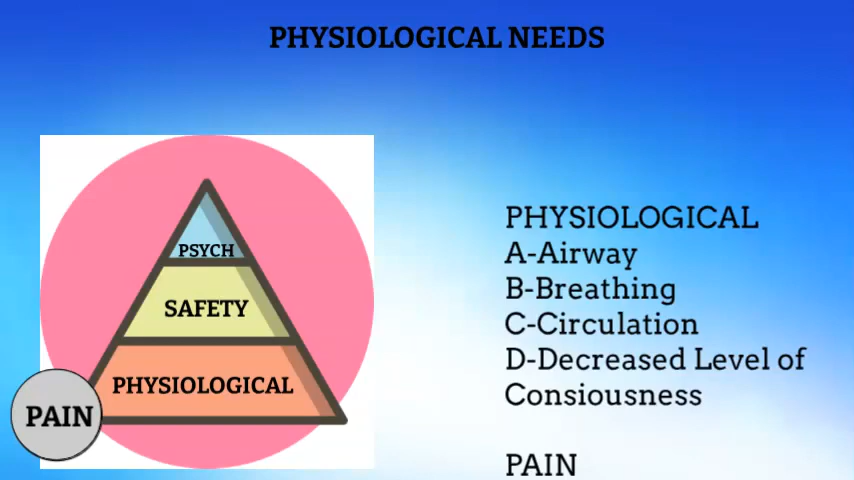 PHYSIOLOGICAL NEEDS
PSYCH
SAFETY
PHYSIOLOGICAL
PAIN
PHYSIOLOGICAL
A-Airway
B-Breathing
C-Circulation
D-Decreased Level of
Consiousness
PAIN